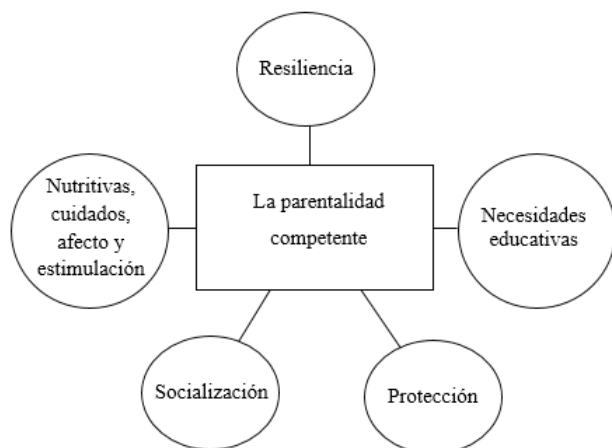 Resiliencia
Nutritivas,
cuidados,
afecto y
estimulación
La parentalidad
competente
Necesidades
educativas
Socialización
Protección